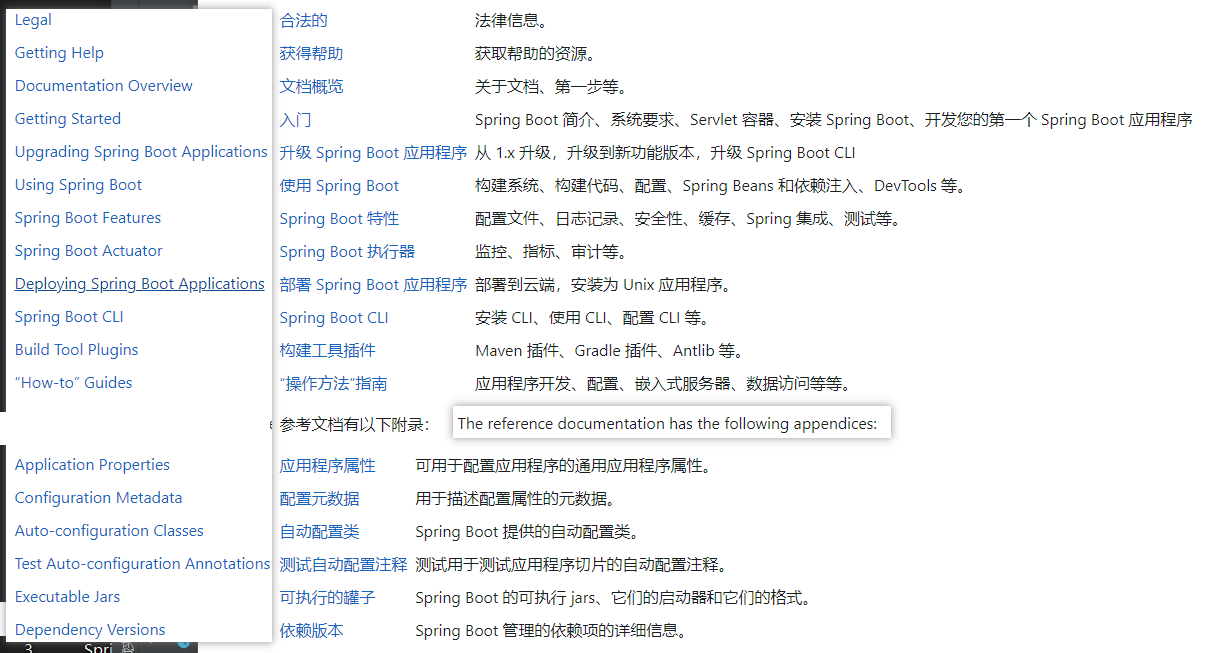 Legal 合法的 法律信息。
Getting Help 获得帮助 获取帮助的资源。
Documentation Overview 文档概览 关于文档、第一步等。
Getting Started 入门 Spring Boot 简介、系统要求、Servlet 容器、安装 Spring Boot、开发您的第一个 Spring Boot 应用程序
Upgrading Spring Boot Applications 升级 Spring Boot 应用程序 从 1.x 升级，升级到新功能版本，升级 Spring Boot CLI
Using Spring Boot 使用 Spring Boot 构建系统、构建代码、配置、Spring Beans 和依赖注入、DevTools 等。
Spring Boot Features Spring Boot 特性 配置文件、日志记录、安全性、缓存、Spring 集成、测试等。
Spring Boot Actuator Spring Boot 执行器 监控、指标、审计等。
Deploying Spring Boot Applications 部署 Spring Boot 应用程序 部署到云端，安装为 Unix 应用程序。
Spring Boot CLI Spring Boot CLI 安装 CLI、使用 CLI、配置 CLI 等。
Build Tool Plugins 构建工具插件 Maven 插件、Gradle 插件、Antlib 等。
“How-to” Guides “操作方法”指南 应用程序开发、配置、嵌入式服务器、数据访问等等。
参考文档有以下附录： The reference documentation has the following appendices:
Application Properties 应用程序属性 可用于配置应用程序的通用应用程序属性。
Configuration Metadata 配置元数据 用于描述配置属性的元数据。
Auto-configuration Classes 自动配置类 Spring Boot 提供的自动配置类。
Test Auto-configuration Annotations 测试自动配置注释 测试用于测试应用程序切片的自动配置注释。
Executable Jars 可执行的罐子 Spring Boot 的可执行 jars、它们的启动器和它们的格式。
Dependency Versions 依赖版本 Spring Boot 管理的依赖项的详细信息。
3 Spri